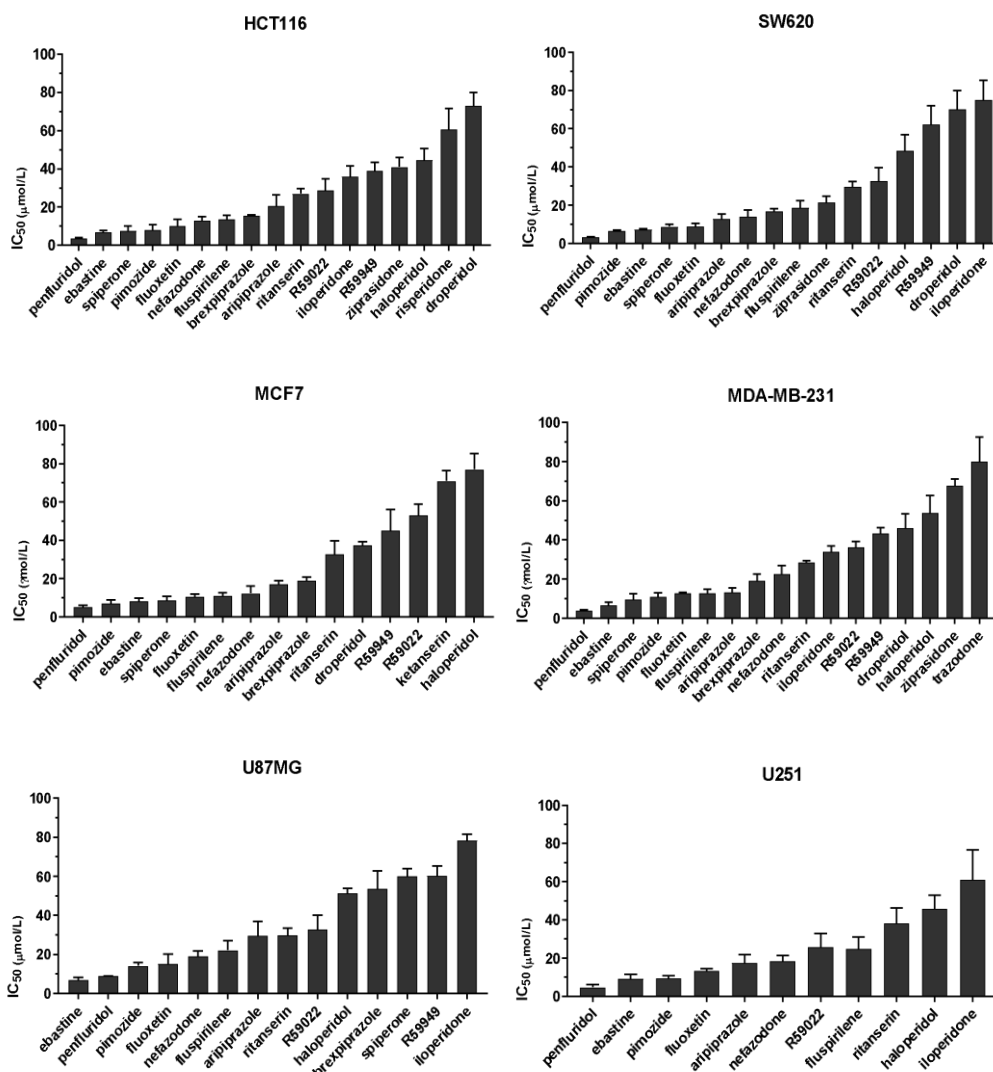 HCT116
IC50 (μmol/L)
100
80
60
40
20
0
penfluridol
ebastine
spiperone
pimozide
fluoxetin
nefazodone
fluspirilene
brexpiprazole
aripiprazole
ritanserin
R59022
iloperidone
R59949
ziprasidone
haloperidol
risperidone
droperidol
SW620
IC50 (μmol/L)
100
80
60
40
20
0
penfluridol
pimozide
ebastine
spiperone
fluoxetin
aripiprazole
nefazodone
brexpiprazole
fluspirilene
ziprasidone
ritanserin
R59022
haloperidol
R59949
droperidol
iloperidone
MCF7
IC50 (γmol/L)
100
80
60
40
20
0
penfluridol
pimozide
ebastine
spiperone
fluoxetin
fluspirilene
nefazodone
aripiprazole
brexpiprazole
ritanserin
droperidol
R59949
R59022
ketanserin
haloperidol
MDA-MB-231
IC50 (γmol/L)
100
80
60
40
20
0
penfluridol
ebastine
spiperone
pimozide
fluoxetin
fluspirilene
aripiprazole
brexpiprazole
nefazodone
ritanserin
iloperidone
R59022
R59949
droperidol
haloperidol
ziprasidone
trazodone
U87MG
IC50 (μmol/L)
100
80
60
40
20
0
ebastine
penfluridol
pimozide
fluoxetin
nefazodone
fluspirilene
aripiprazole
ritanserin
R59022
haloperidol
brexpiprazole
spiperone
R59949
iloperidone
U251
IC50 (μmol/L)
100
80
60
40
20
0
penfluridol
ebastine
pimozide
fluoxetin
aripiprazole
nefazodone
R59022
fluspirilene
ritanserin
haloperidol
iloperidone